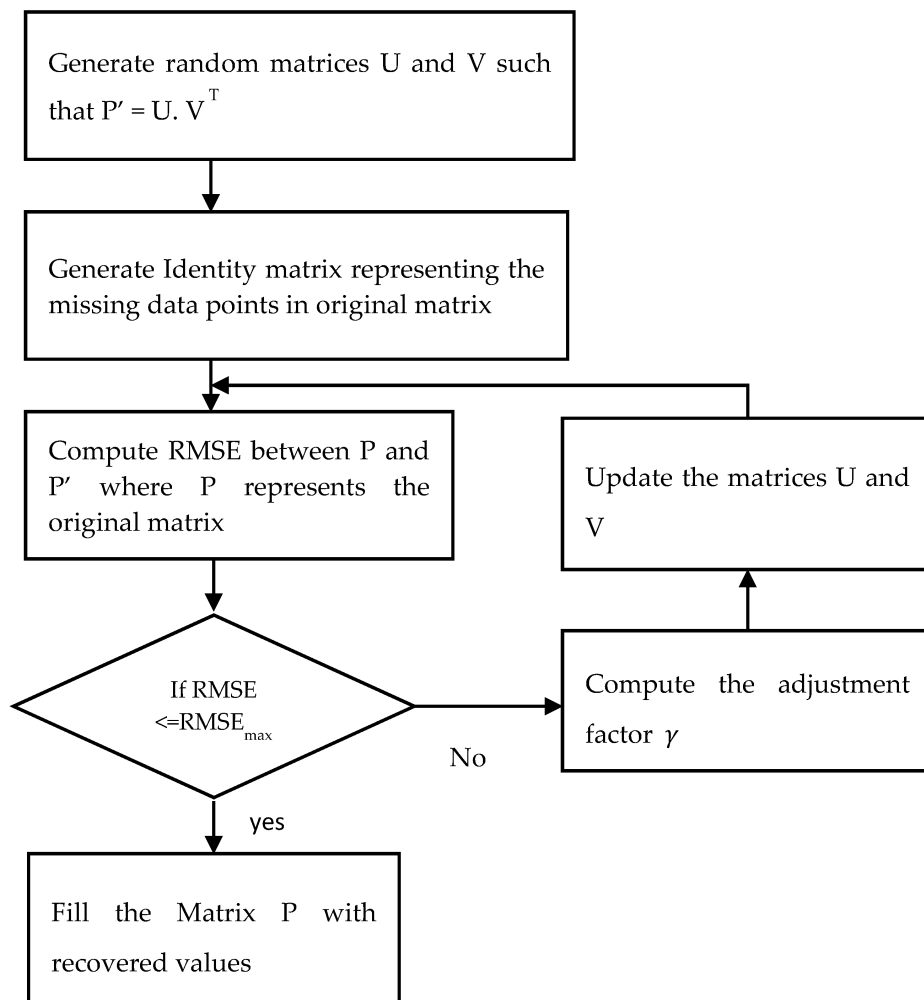 Generate random matrices U and V such
that P′ = U. V^T
Generate Identity matrix representing the
missing data points in original matrix
Compute RMSE between P and
P′ where P represents the
original matrix
If RMSE
<=RMSE_max
No
yes
Compute the adjustment
factor γ
Update the matrices U and
V
Fill the Matrix P with
recovered values